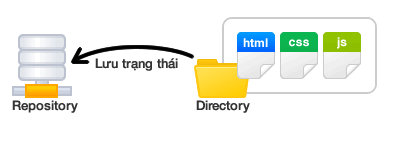 html css js
Lưu trạng thái
Repository Directory